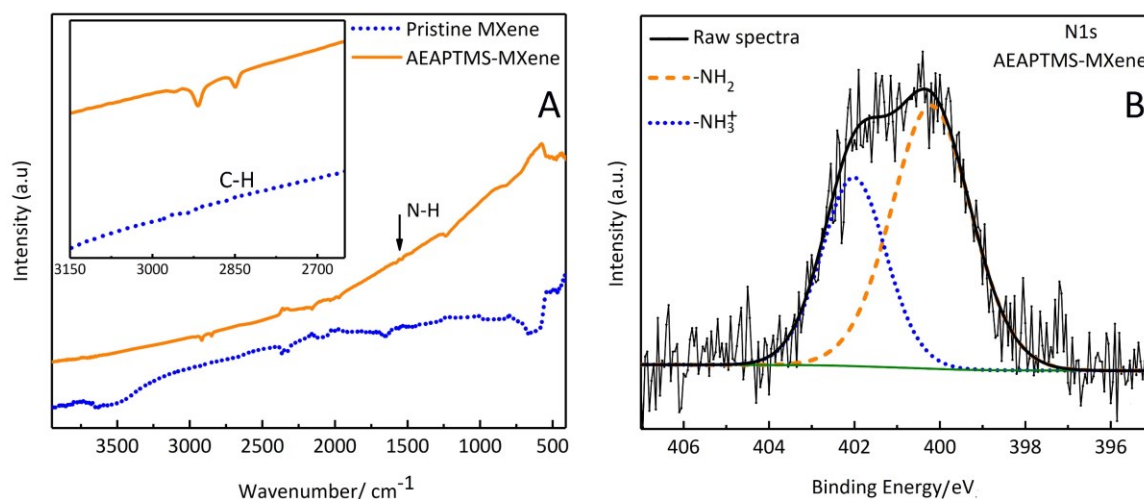 Pristine MXene
AEAPTMS-MXene
A
C-H
3150 3000 2850 2700
N-H
Intensity (a.u)
3500 3000 2500 2000 1500 1000 500
Wavenumber/ cm⁻¹
Raw spectra
-NH₂
-NH₃⁺
N1s
AEAPTMS-MXene
B
Intensity (a.u.)
406 404 402 400 398 396
Binding Energy/eV